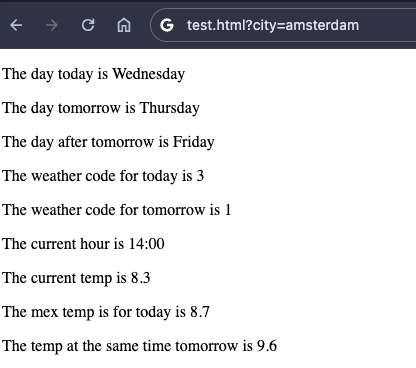 test.html?city=amsterdam
The day today is Wednesday
The day tomorrow is Thursday
The day after tomorrow is Friday
The weather code for today is 3
The weather code for tomorrow is 1
The current hour is 14:00
The current temp is 8.3
The mex temp is for today is 8.7
The temp at the same time tomorrow is 9.6